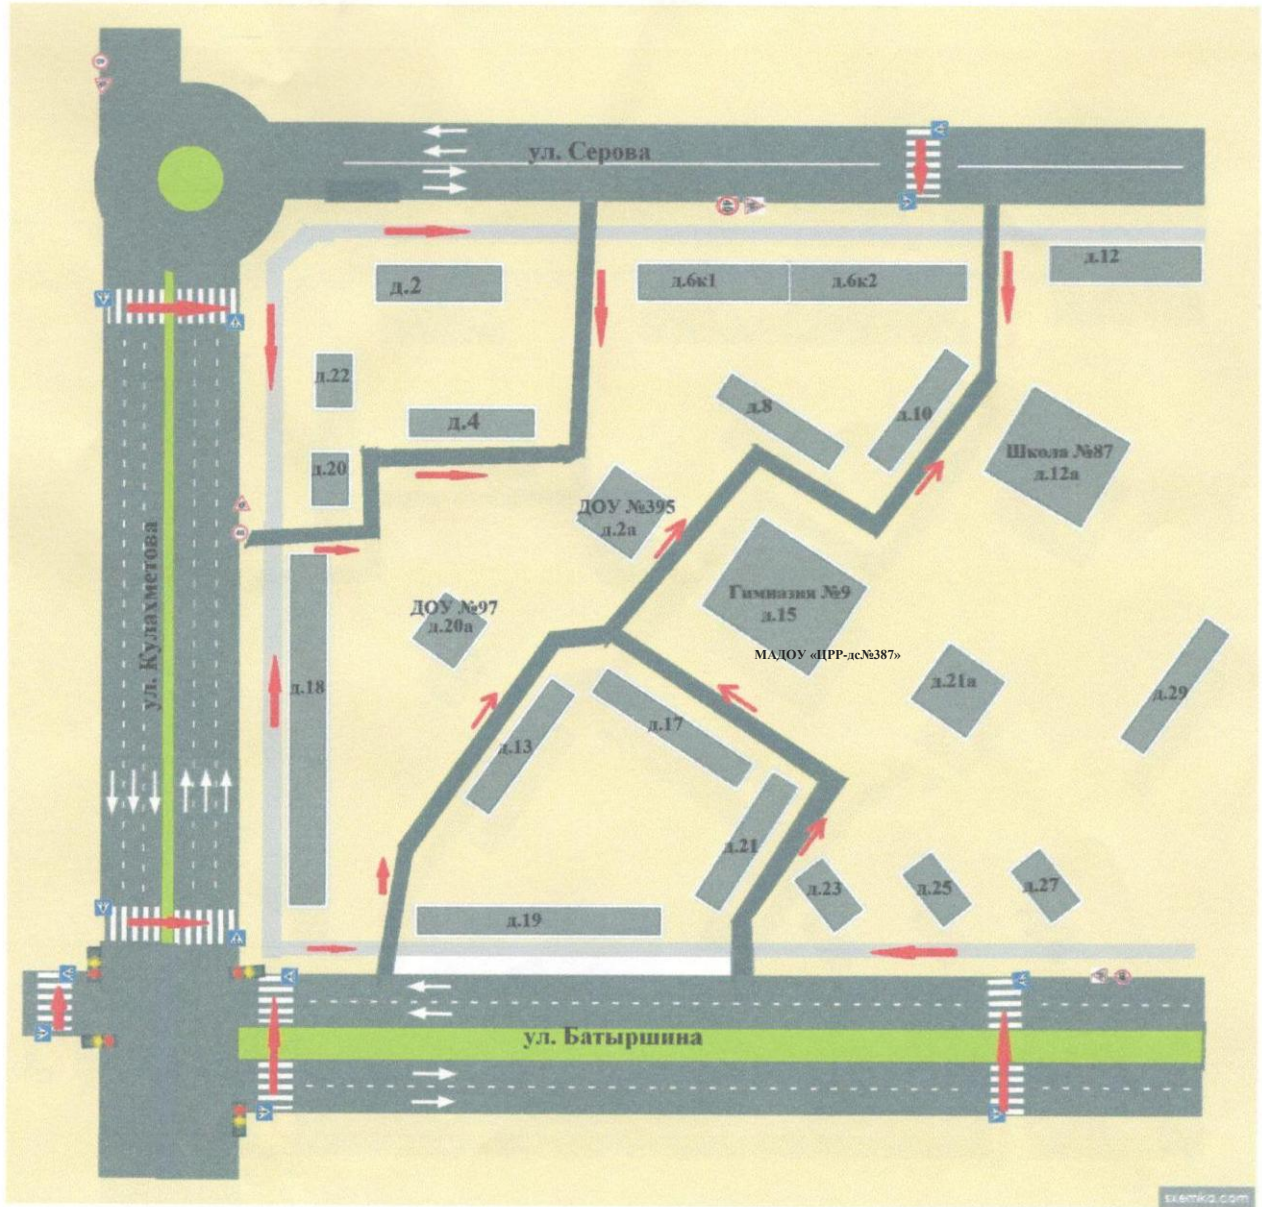 ул. Серова
д.2
д.6к1
д.6к2
д.12
д.22
д.4
д.8
д.10
Школа №87
д.12а
д.20
ДОУ №395
д.2а
ул. Кулахметова
ДОУ №97
д.20а
Гимназия №9
д.15
МАДОУ «ЦРР-дс№387»
д.18
д.21а
д.29
д.13
д.17
д.21
д.23
д.25
д.27
д.19
ул. Батыршина
sxemka.com